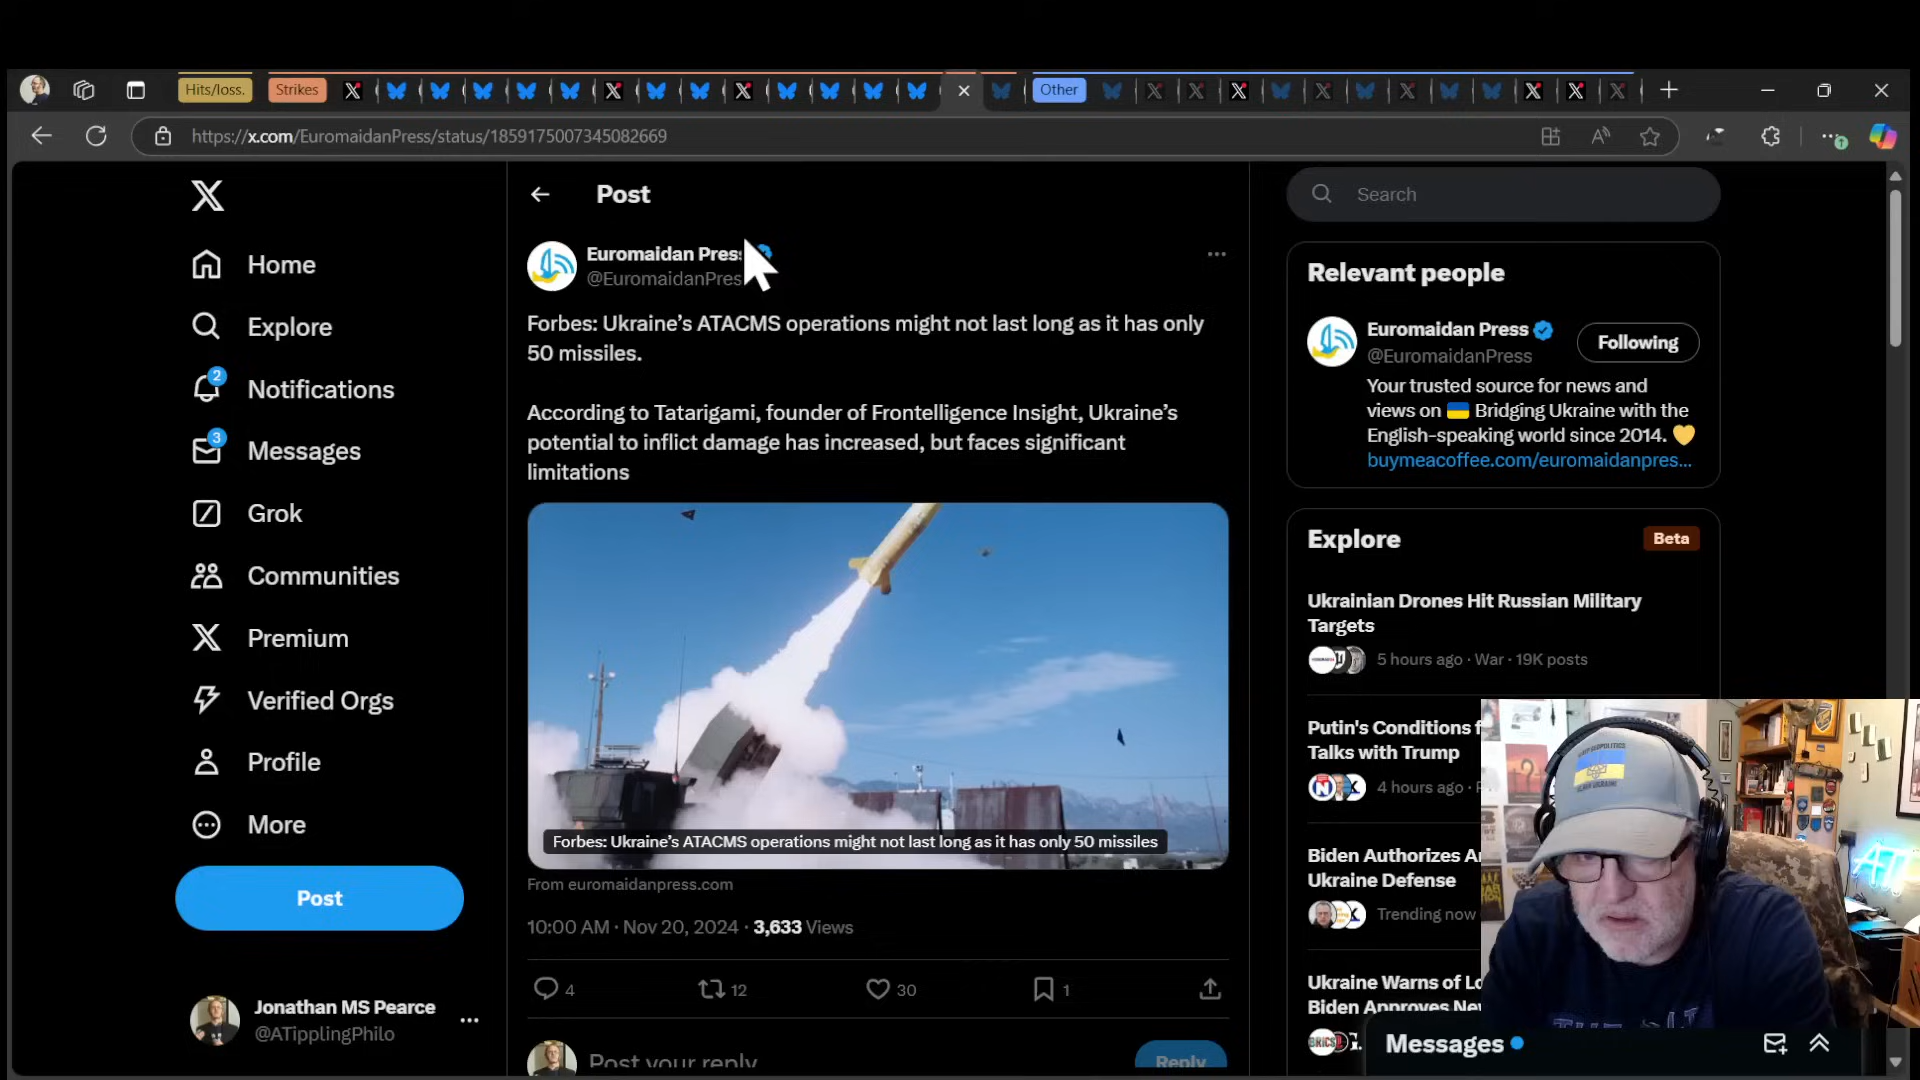 Hits/loss.
Strikes
Other
https://x.com/EuromaidanPress/status/1859175007345082669
Post
Search
Home
Explore
2
Notifications
3
Messages
Grok
Communities
Premium
Verified Orgs
Profile
More
Post
Jonathan MS Pearce
@ATipplingPhilo
Euromaidan Press
@EuromaidanPres
Forbes: Ukraine’s ATACMS operations might not last long as it has only
50 missiles.
According to Tatarigami, founder of Frontelligence Insight, Ukraine’s
potential to inflict damage has increased, but faces significant
limitations
Forbes: Ukraine’s ATACMS operations might not last long as it has only 50 missiles
From euromaidanpress.com
10:00 AM · Nov 20, 2024 · 3,633 Views
4
12
30
1
Post your reply
Reply
Relevant people
Euromaidan Press
@EuromaidanPress
Following
Your trusted source for news and
views on 🇺🇦 Bridging Ukraine with the
English-speaking world since 2014. 💛
buymeacoffee.com/euromaidanpres...
Explore
Beta
Ukrainian Drones Hit Russian Military
Targets
5 hours ago · War · 19K posts
Putin's Conditions f
Talks with Trump
4 hours ago ·
Biden Authorizes A
Ukraine Defense
Trending now
Ukraine Warns of Lo
Biden Approves Nev
Messages